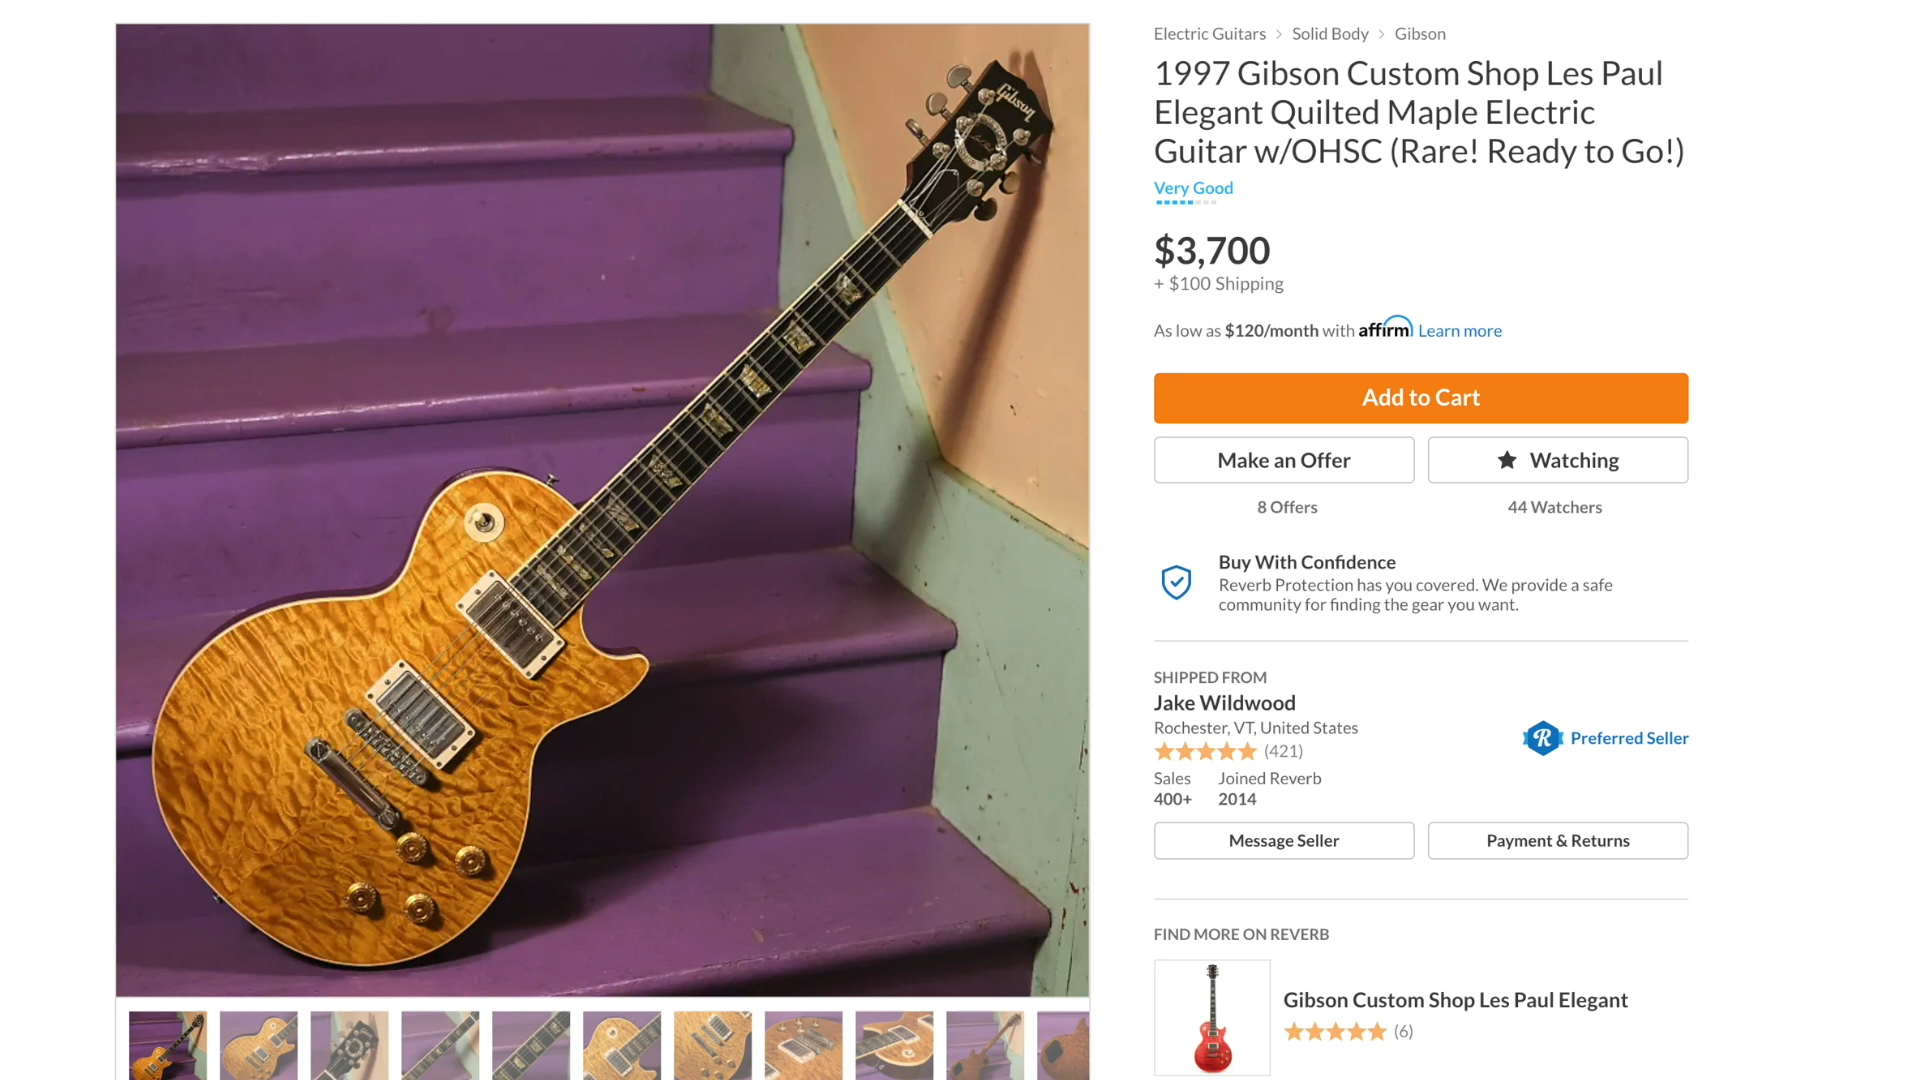 Electric Guitars > Solid Body > Gibson
1997 Gibson Custom Shop Les Paul
Elegant Quilted Maple Electric
Guitar w/OHSC (Rare! Ready to Go!)
Very Good
$3,700
+ $100 Shipping
As low as $120/month with affirm Learn more
Add to Cart
Make an Offer
★ Watching
8 Offers
44 Watchers
Buy With Confidence
Reverb Protection has you covered. We provide a safe
community for finding the gear you want.
SHIPPED FROM
Jake Wildwood
Rochester, VT, United States
(421)
R Preferred Seller
Sales
Joined Reverb
400+
2014
Message Seller
Payment & Returns
FIND MORE ON REVERB
Gibson Custom Shop Les Paul Elegant
(6)
Gibson